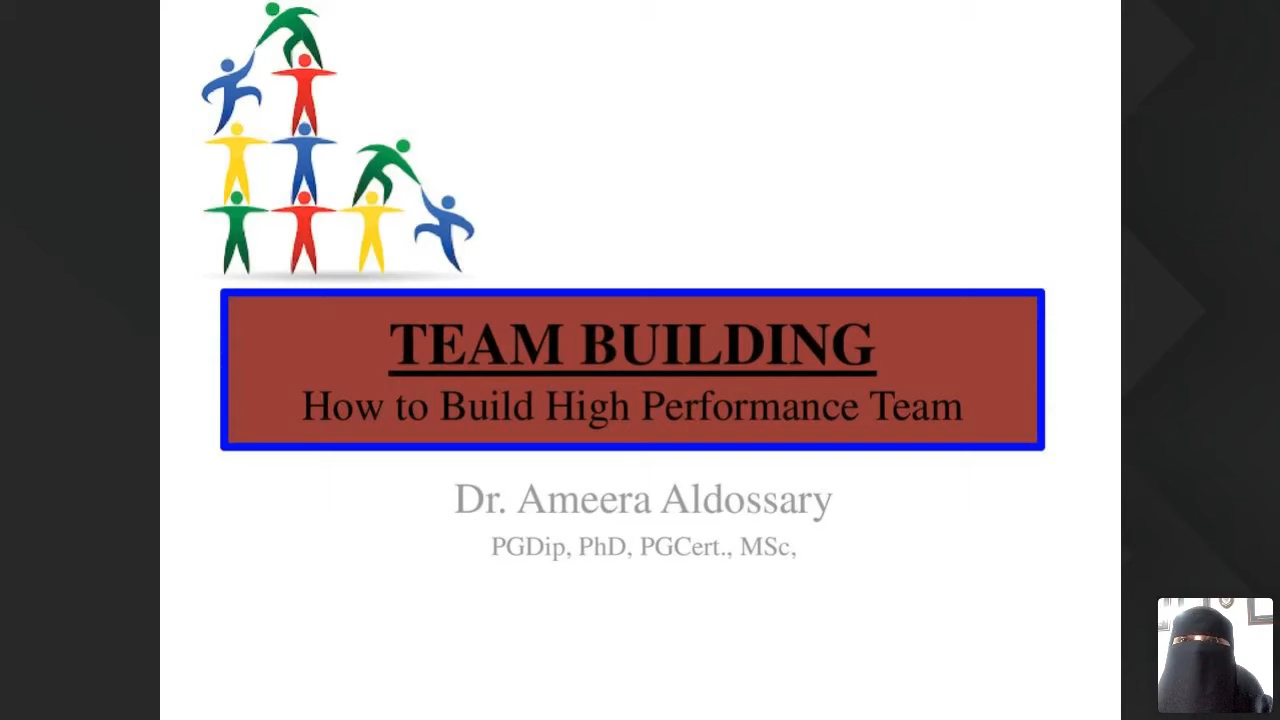 TEAM BUILDING
How to Build High Performance Team
Dr. Ameera Aldossary
PGDip, PhD, PGCert., MSc,